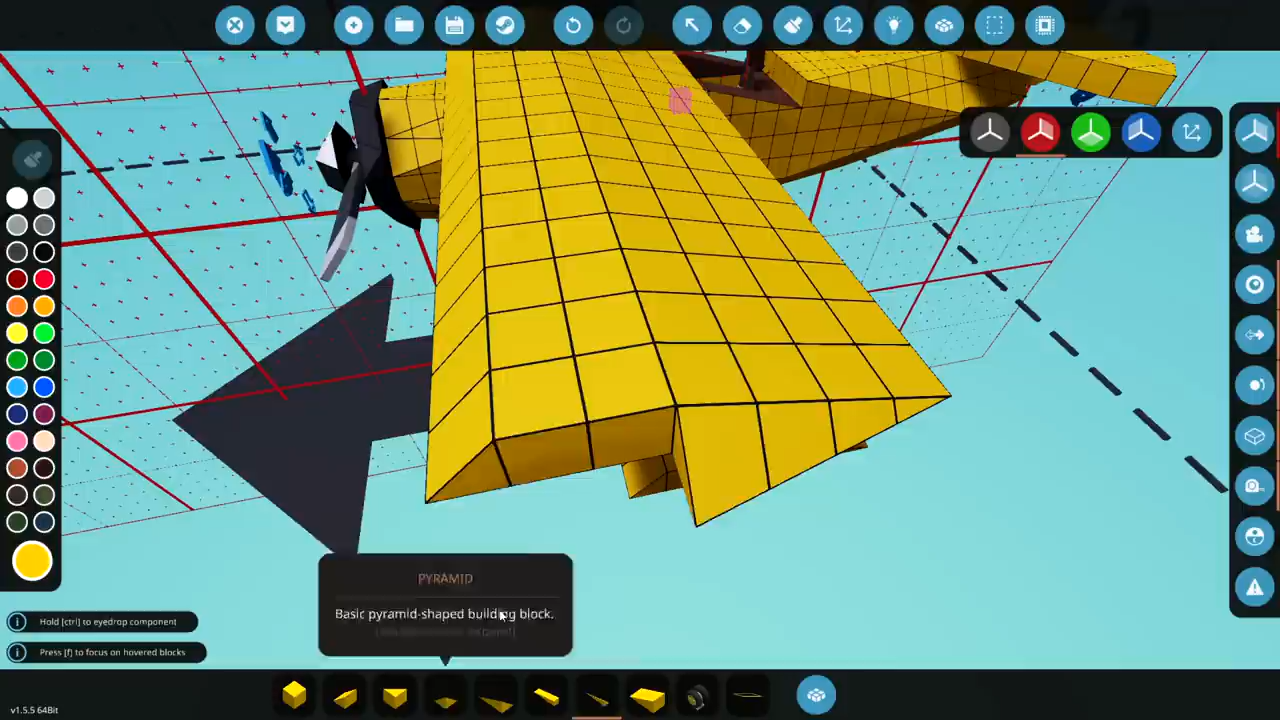 PYRAMID
Basic pyramid-shaped building block.
Hold [ctrl] to eyedrop component
Press [f] to focus on hovered blocks
v1.5.5 64Bit